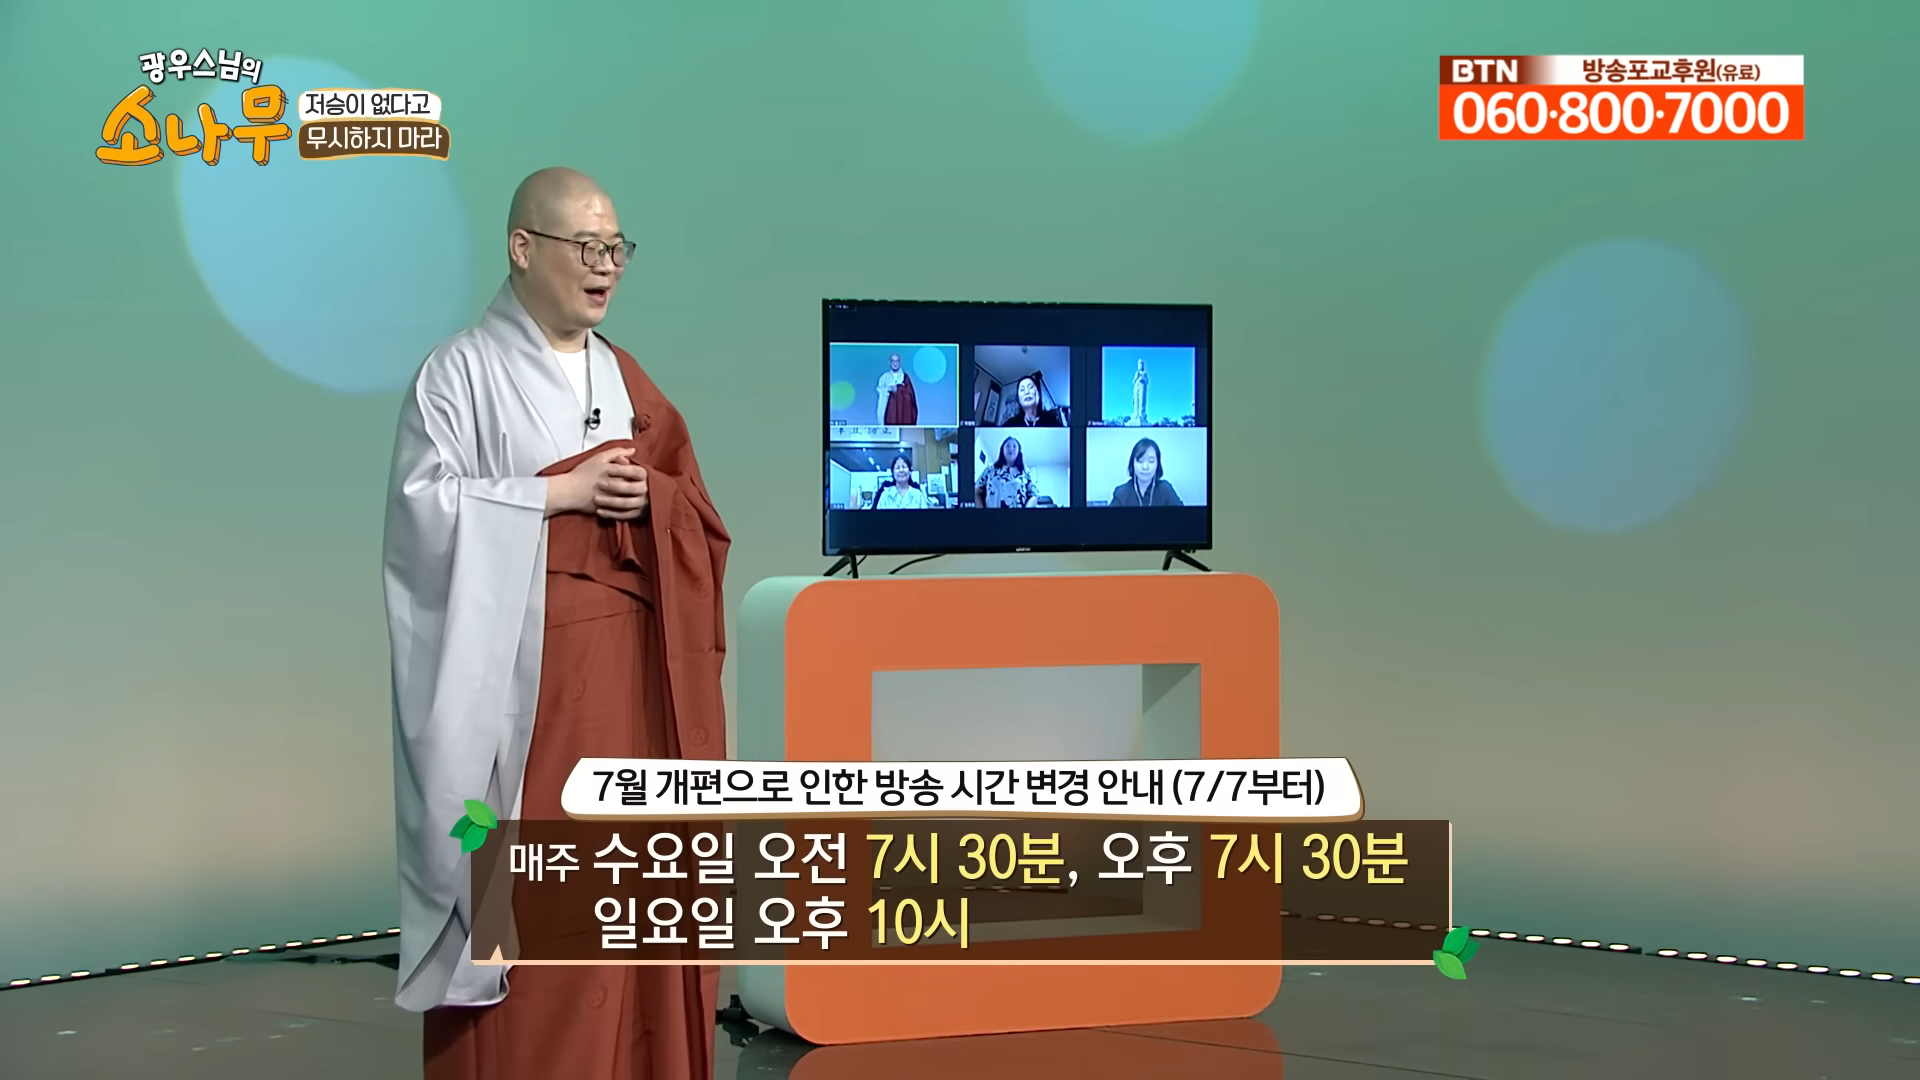 광우스님의
소나무
저승이 없다고
무시하지 마라
BTN 방송포교후원(유료)
060·800·7000
7월 개편으로 인한 방송 시간 변경 안내 (7/7부터)
매주 수요일 오전 7시 30분, 오후 7시 30분
일요일 오후 10시